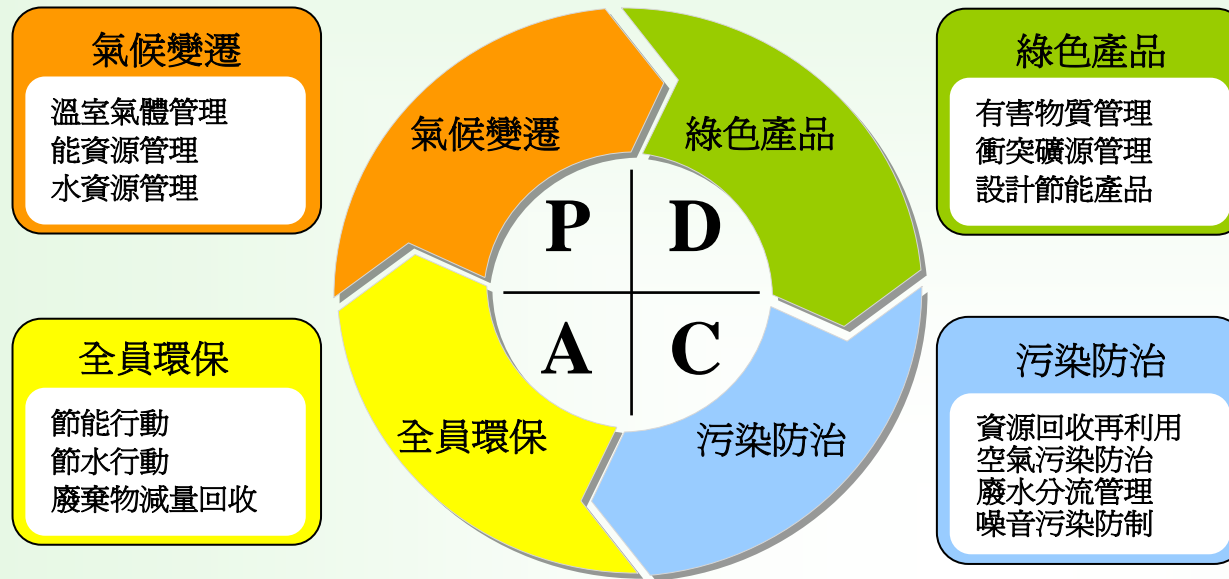 氣候變遷
溫室氣體管理
能資源管理
水資源管理
綠色產品
有害物質管理
衝突礦源管理
設計節能產品
氣候變遷
綠色產品
P
D
A
C
全員環保
污染防治
全員環保
節能行動
節水行動
廢棄物減量回收
污染防治
資源回收再利用
空氣污染防治
廢水分流管理
噪音污染防制